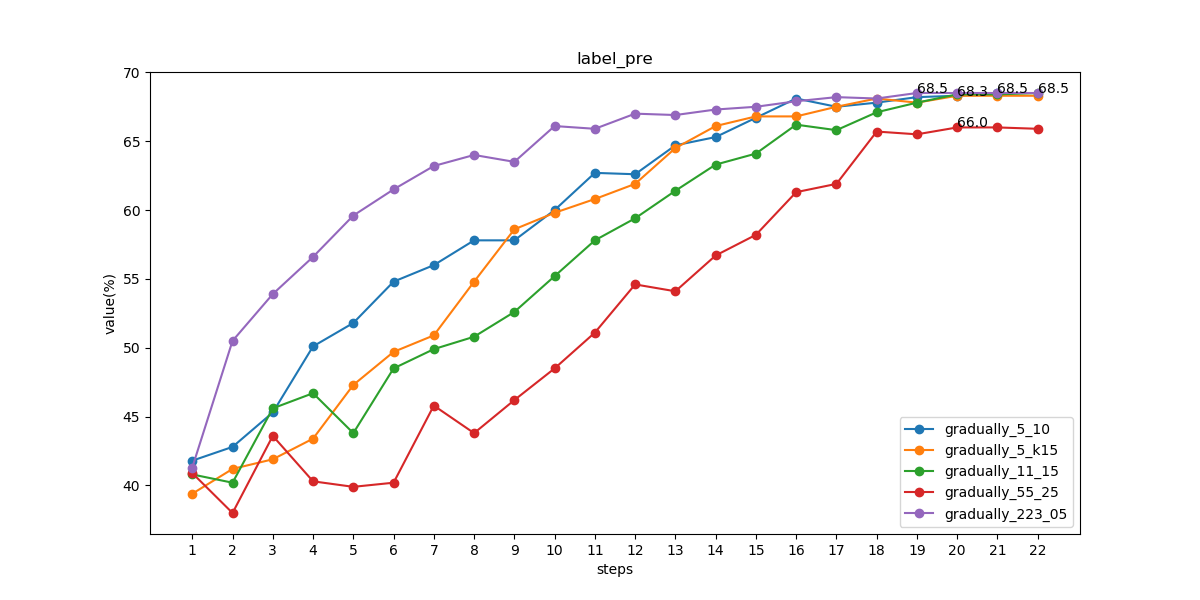 label_pre
70
65
60
55
50
45
40
value(%)
68.5
68.3
68.5
68.5
66.0
gradually_5_10
gradually_5_k15
gradually_11_15
gradually_55_25
gradually_223_05
1 2 3 4 5 6 7 8 9 10 11 12 13 14 15 16 17 18 19 20 21 22
steps